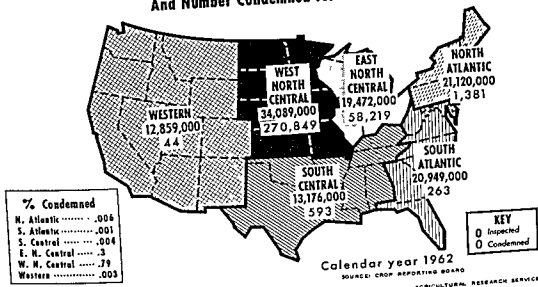 And Number Condemned
WEST
NORTH
CENTRAL
34,089,000
270,849
EAST
NORTH
CENTRAL
19,472,000
58,219
NORTH
ATLANTIC
21,120,000
1,381
WESTERN
12,859,000
44
SOUTH
CENTRAL
13,176,000
593
SOUTH
ATLANTIC
20,949,000
263
% Condemned
N. Atlantic ........ .006
S. Atlantic ........ .001
S. Central ..... .004
E. N. Central ..... .3
W. N. Central ..... .79
Western ........... .003
KEY
0 Inspected
0 Condemned
Calendar year 1962
SOURCE: CROP REPORTING BOARD
AGRICULTURAL RESEARCH SERVICE